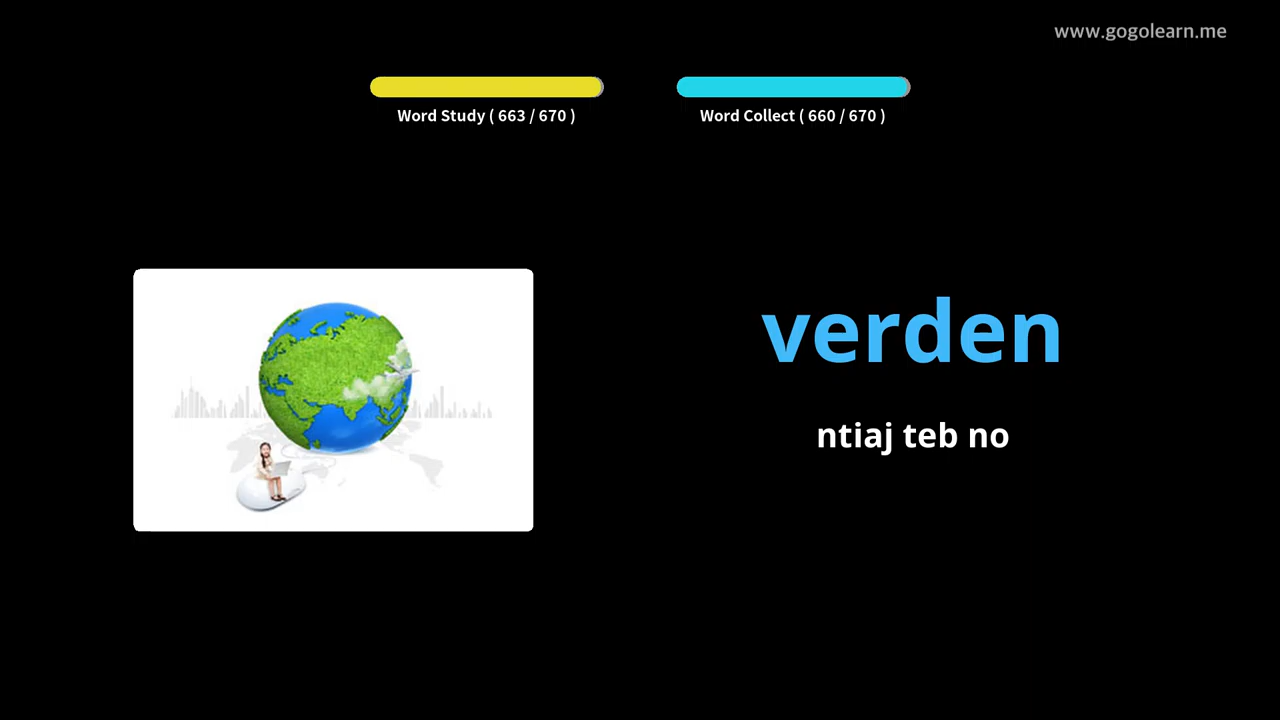 www.gogolearn.me
Word Study ( 663 / 670 )
Word Collect ( 660 / 670 )
verden
ntiaj teb no